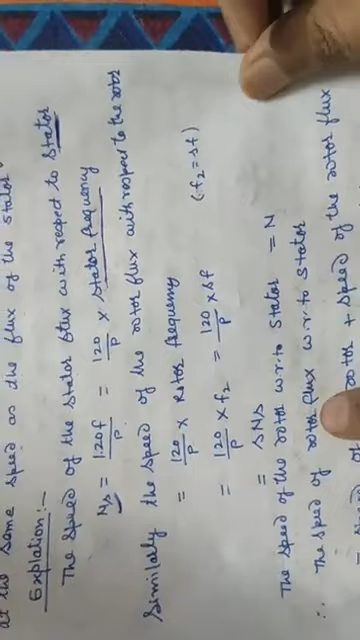 at the same speed as the flux of the stator.
Explation:-
The speed of the stator flux with respect to stator
Ns = 120f/P = 120/P × stator frequency
Similarly the speed of the rotor flux with respect to the rotor
= 120/P × Rotor frequency
= 120/P × f2 = 120/P × sf (f2 = sf)
= sNs
The speed of the rotor w.r.to stator = N
∴ The speed of rotor flux w.r.to stator
= speed of rotor + speed of the rotor flux